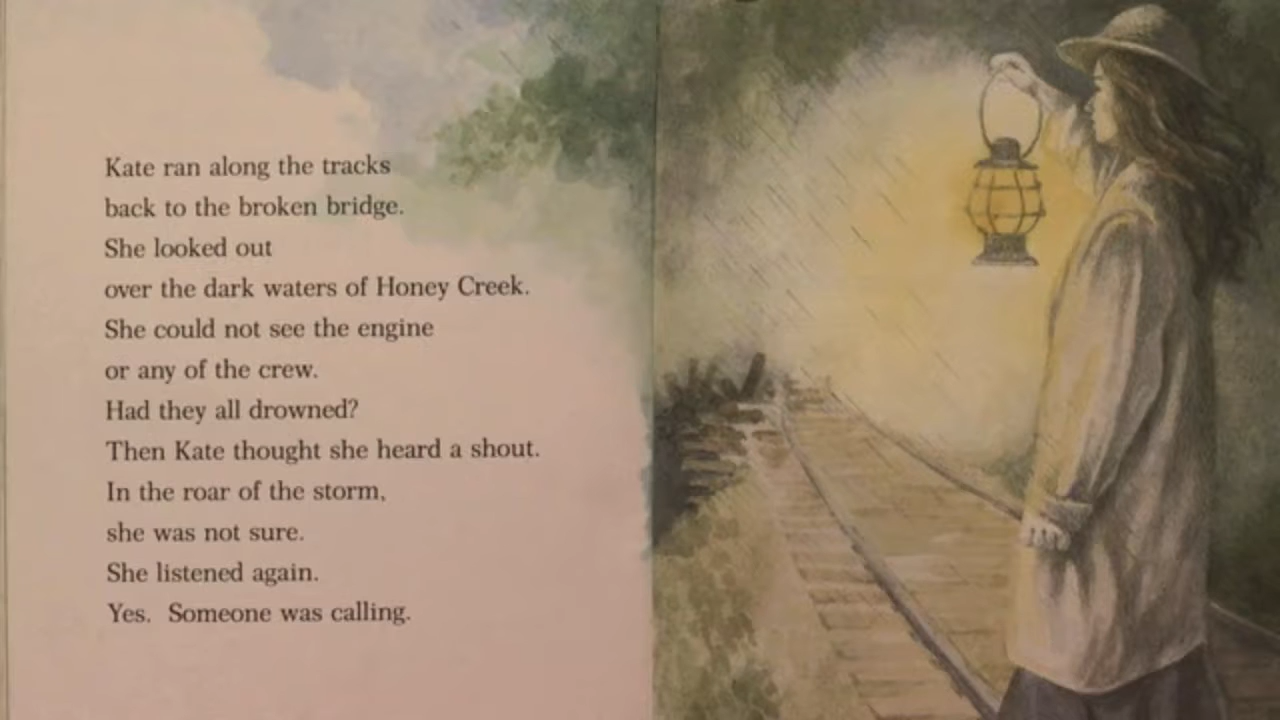 Kate ran along the tracks
back to the broken bridge.
She looked out
over the dark waters of Honey Creek.
She could not see the engine
or any of the crew.
Had they all drowned?
Then Kate thought she heard a shout.
In the roar of the storm,
she was not sure.
She listened again.
Yes.  Someone was calling.